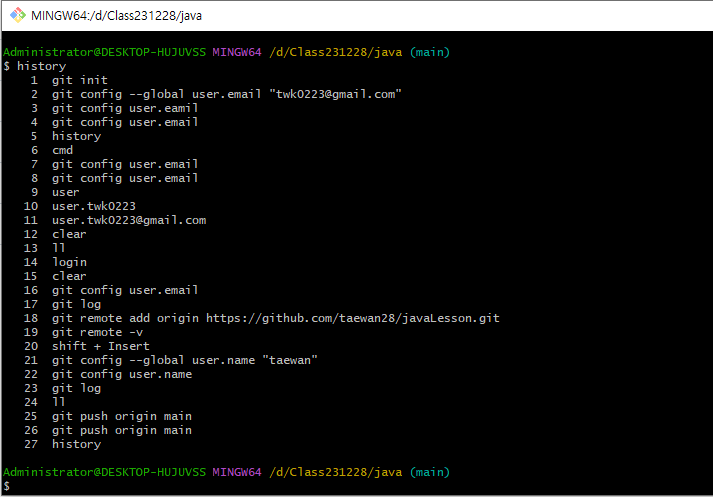 MINGW64:/d/Class231228/java
Administrator@DESKTOP-HUJUVSS MINGW64 /d/Class231228/java (main)
$ history
1 git init
2 git config --global user.email "twk0223@gmail.com"
3 git config user.eamil
4 git config user.email
5 history
6 cmd
7 git config user.email
8 git config user.email
9 user
10 user.twk0223
11 user.twk0223@gmail.com
12 clear
13 ll
14 login
15 clear
16 git config user.email
17 git log
18 git remote add origin https://github.com/taewan28/javaLesson.git
19 git remote -v
20 shift + Insert
21 git config --global user.name "taewan"
22 git config user.name
23 git log
24 ll
25 git push origin main
26 git push origin main
27 history
Administrator@DESKTOP-HUJUVSS MINGW64 /d/Class231228/java (main)
$